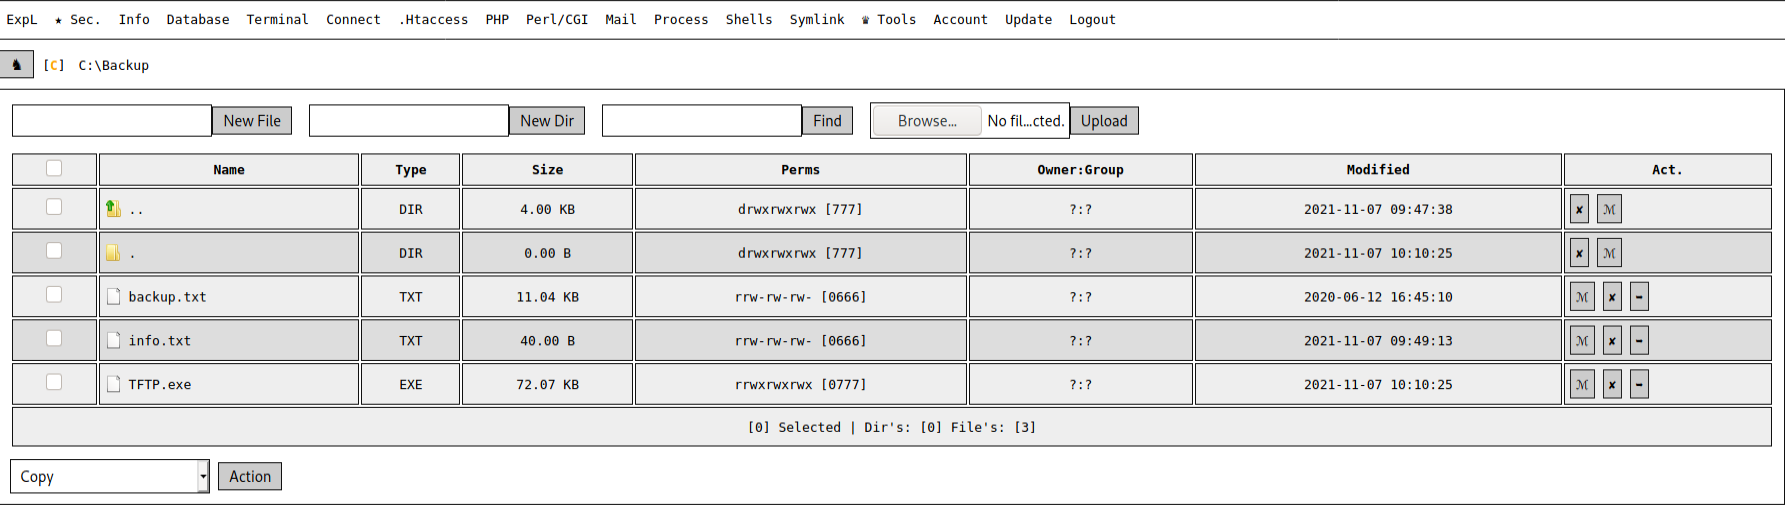 ExpL ★ Sec. Info Database Terminal Connect .Htaccess PHP Perl/CGI Mail Process Shells Symlink ♛ Tools Account Update Logout
♞ [C] C:\Backup
New File New Dir Find Browse... No fil...cted. Upload
Name Type Size Perms Owner:Group Modified Act.
.. DIR 4.00 KB drwxrwxrwx [777] ?:? 2021-11-07 09:47:38 ✘ ℳ
. DIR 0.00 B drwxrwxrwx [777] ?:? 2021-11-07 10:10:25 ✘ ℳ
backup.txt TXT 11.04 KB rrw-rw-rw- [0666] ?:? 2020-06-12 16:45:10 ℳ ✘ ➥
info.txt TXT 40.00 B rrw-rw-rw- [0666] ?:? 2021-11-07 09:49:13 ℳ ✘ ➥
TFTP.exe EXE 72.07 KB rrwxrwxrwx [0777] ?:? 2021-11-07 10:10:25 ℳ ✘ ➥
[0] Selected | Dir's: [0] File's: [3]
Copy Action